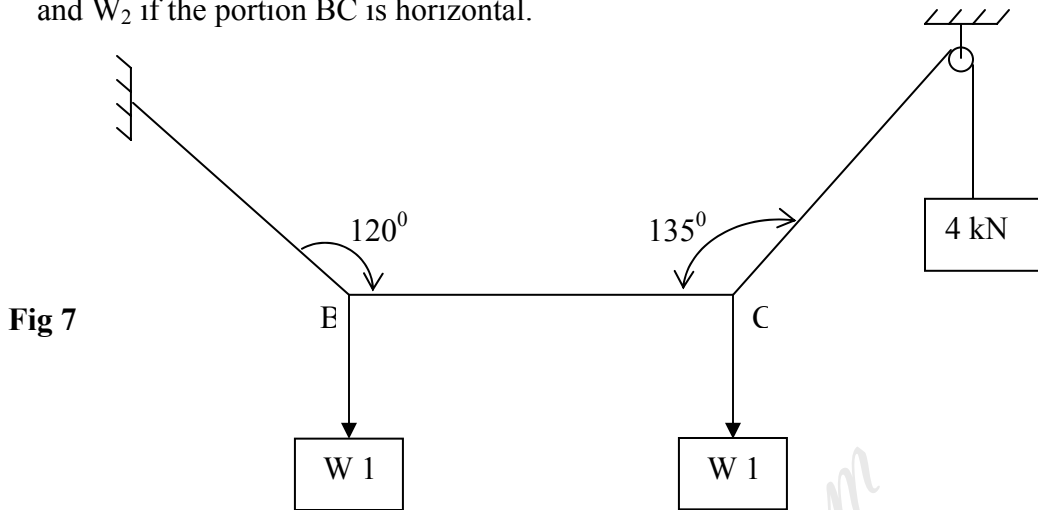 and W₂ if the portion BC is horizontal.
120⁰
135⁰
4 kN
Fig 7
B
C
W 1
W 1
m